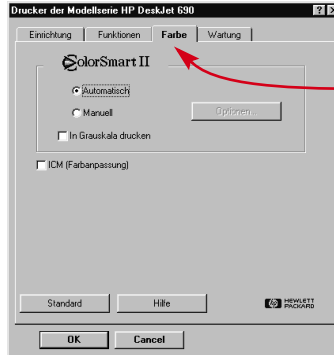 Drucker der Modellserie HP DeskJet 690
Einrichtung Funktionen Farbe Wartung
ColorSmart II
Automatisch
Manuell
Optionen...
In Grauskala drucken
ICM (Farbanpassung)
Standard Hilfe
hp HEWLETT
PACKARD
OK Cancel